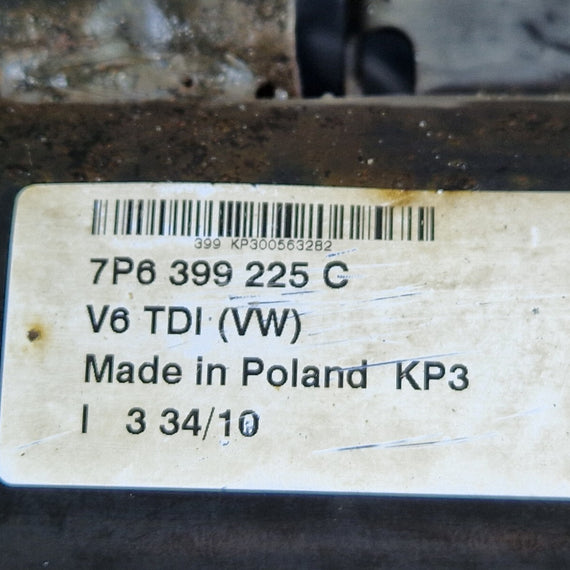 399 KP300563282
7P6 399 225 C
V6 TDI (VW)
Made in Poland KP3
I 3 34/10